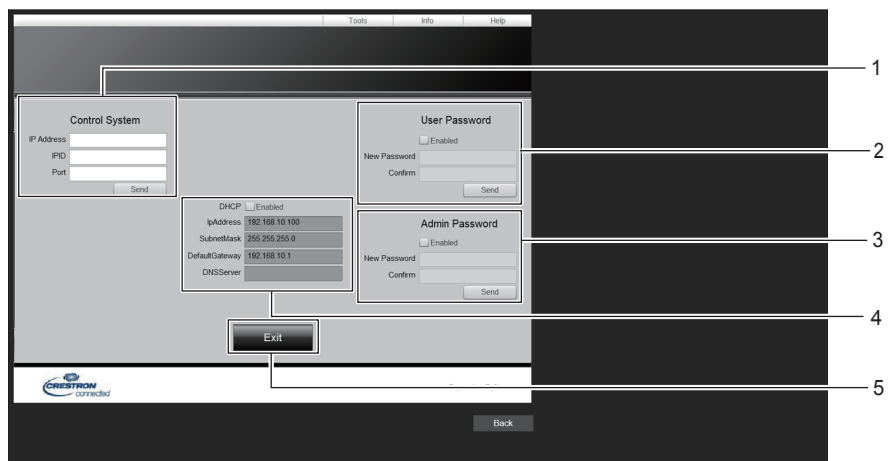 Tools Info Help
1
Control System
IP Address
IPID
Port
Send
User Password
Enabled
New Password
Confirm
Send
2
DHCP Enabled
IpAddress 192.168.10.100
SubnetMask 255.255.255.0
DefaultGateway 192.168.10.1
DNSServer
Admin Password
Enabled
New Password
Confirm
Send
3
4
Exit
5
CRESTRON
connected
Back